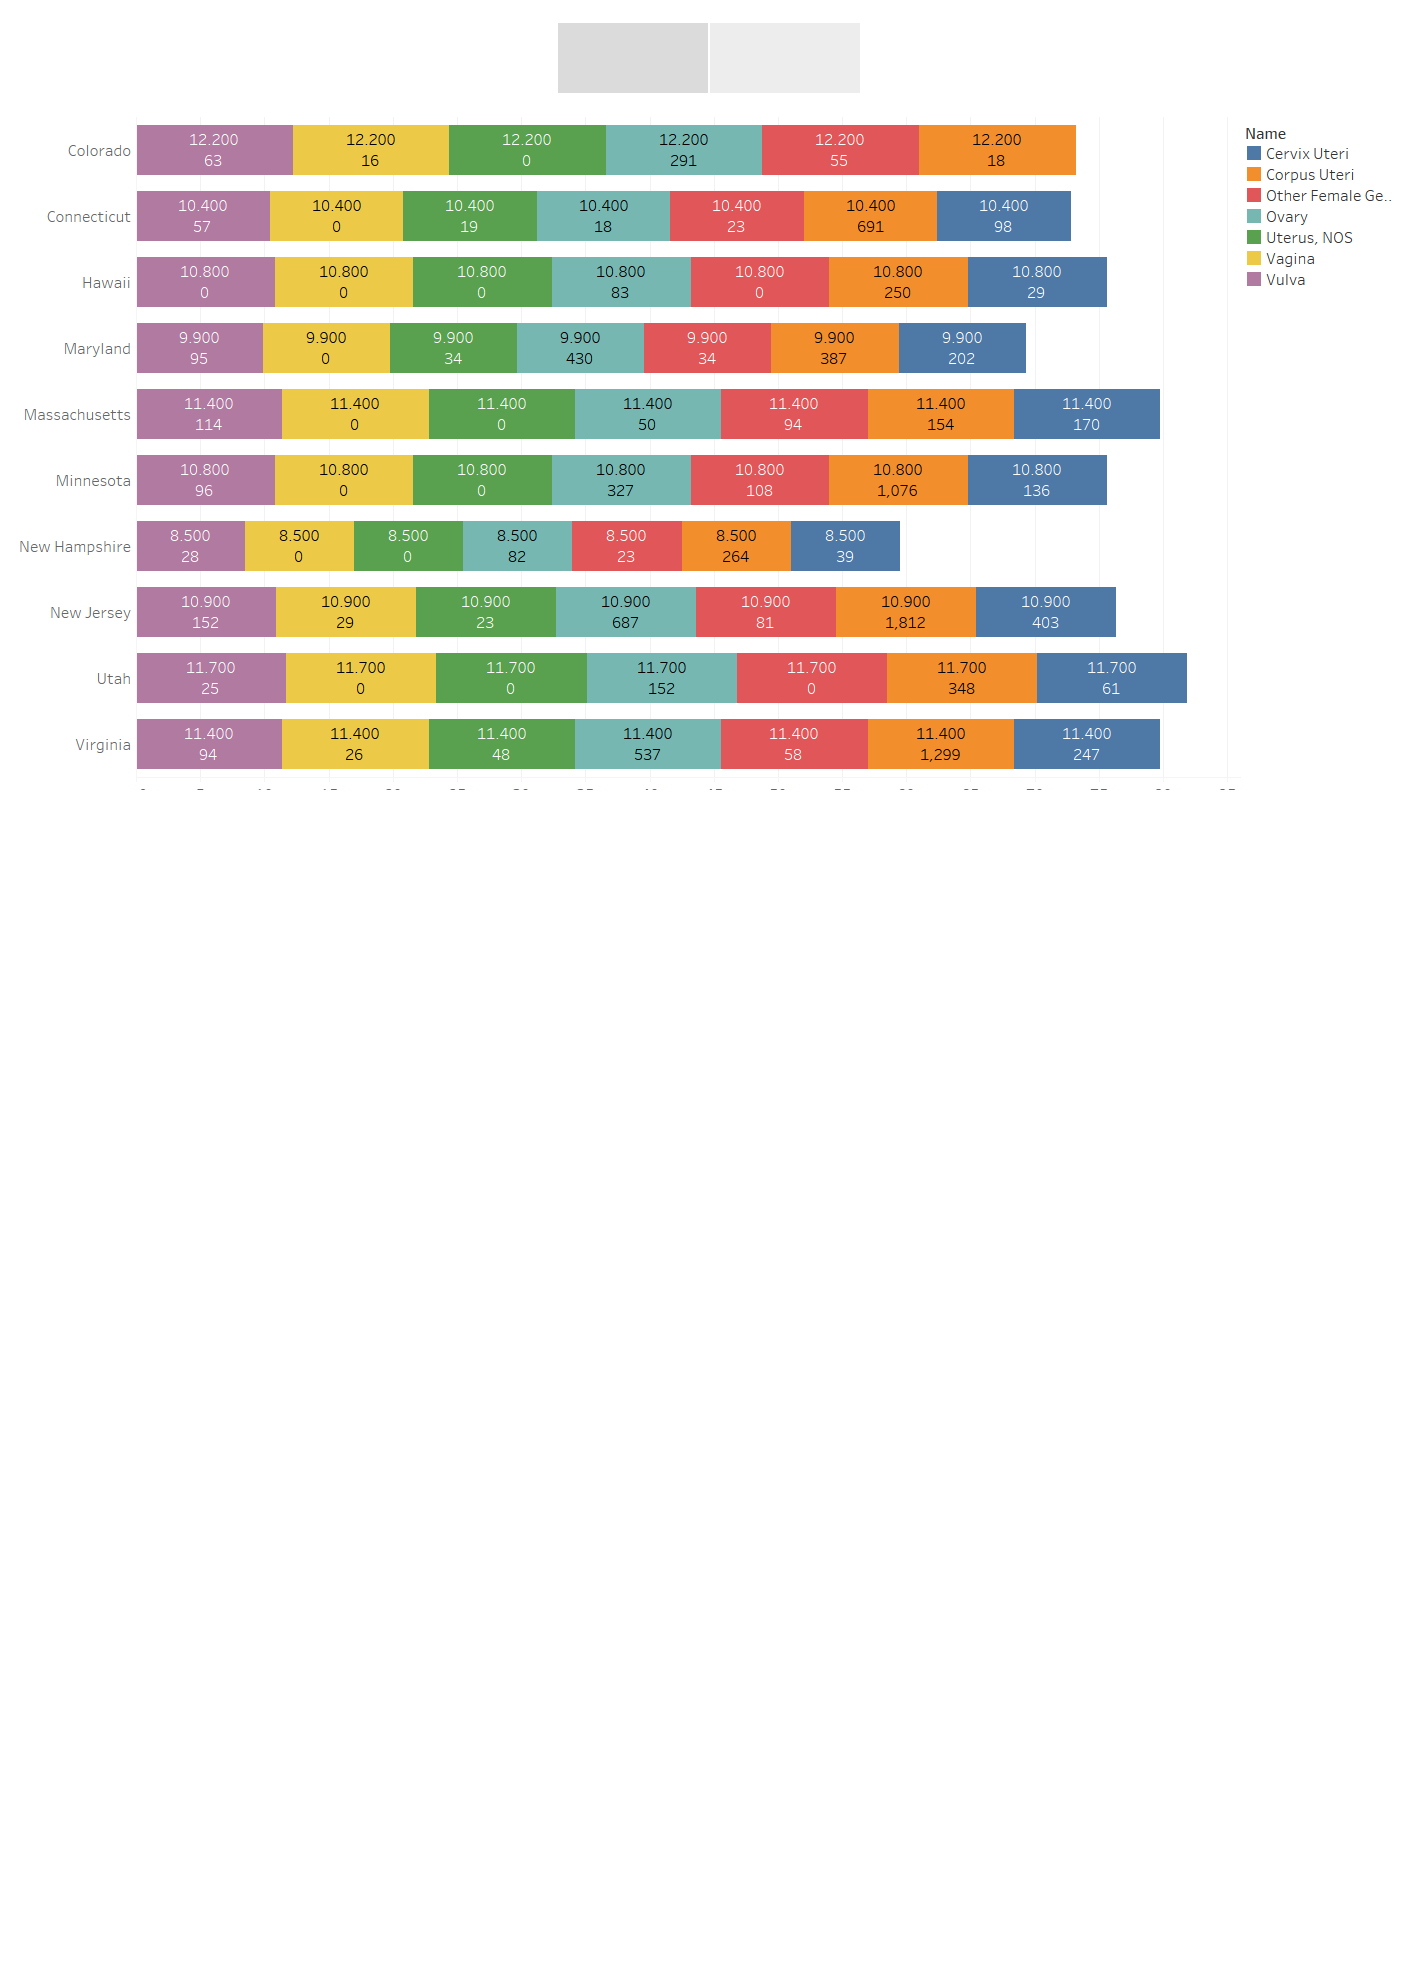 Name
Cervix Uteri
Corpus Uteri
Other Female Ge..
Ovary
Uterus, NOS
Vagina
Vulva
Colorado
12.200 12.200 12.200 12.200 12.200 12.200
63 16 0 291 55 18
Connecticut
10.400 10.400 10.400 10.400 10.400 10.400 10.400
57 0 19 18 23 691 98
Hawaii
10.800 10.800 10.800 10.800 10.800 10.800 10.800
0 0 0 83 0 250 29
Maryland
9.900 9.900 9.900 9.900 9.900 9.900 9.900
95 0 34 430 34 387 202
Massachusetts
11.400 11.400 11.400 11.400 11.400 11.400 11.400
114 0 0 50 94 154 170
Minnesota
10.800 10.800 10.800 10.800 10.800 10.800 10.800
96 0 0 327 108 1,076 136
New Hampshire
8.500 8.500 8.500 8.500 8.500 8.500 8.500
28 0 0 82 23 264 39
New Jersey
10.900 10.900 10.900 10.900 10.900 10.900 10.900
152 29 23 687 81 1,812 403
Utah
11.700 11.700 11.700 11.700 11.700 11.700 11.700
25 0 0 152 0 348 61
Virginia
11.400 11.400 11.400 11.400 11.400 11.400 11.400
94 26 48 537 58 1,299 247